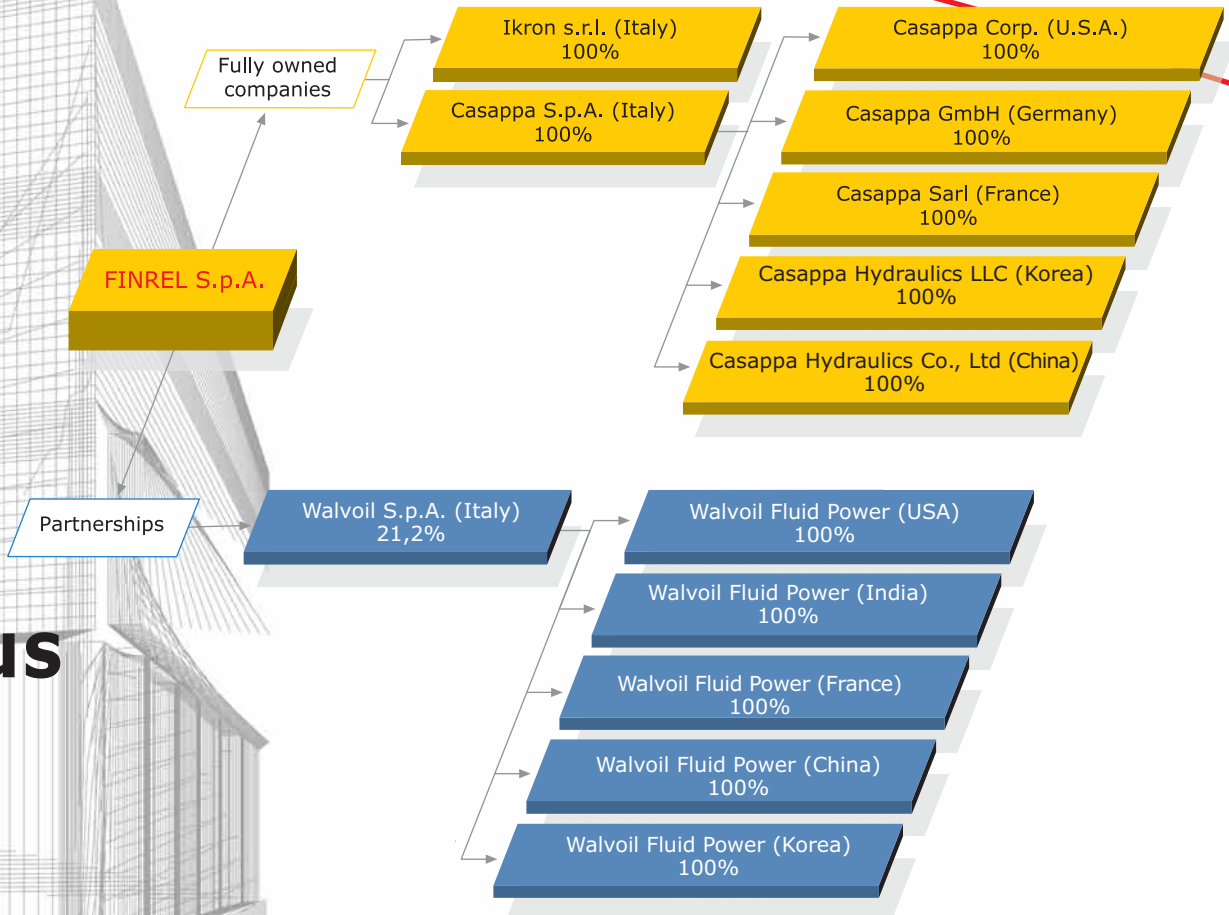 Ikron s.r.l. (Italy)
100%
Casappa Corp. (U.S.A.)
100%
Fully owned
companies
Casappa S.p.A. (Italy)
100%
Casappa GmbH (Germany)
100%
Casappa Sarl (France)
100%
FINREL S.p.A.
Casappa Hydraulics LLC (Korea)
100%
Casappa Hydraulics Co., Ltd (China)
100%
Partnerships
Walvoil S.p.A. (Italy)
21,2%
Walvoil Fluid Power (USA)
100%
Walvoil Fluid Power (India)
100%
us
Walvoil Fluid Power (France)
100%
Walvoil Fluid Power (China)
100%
Walvoil Fluid Power (Korea)
100%